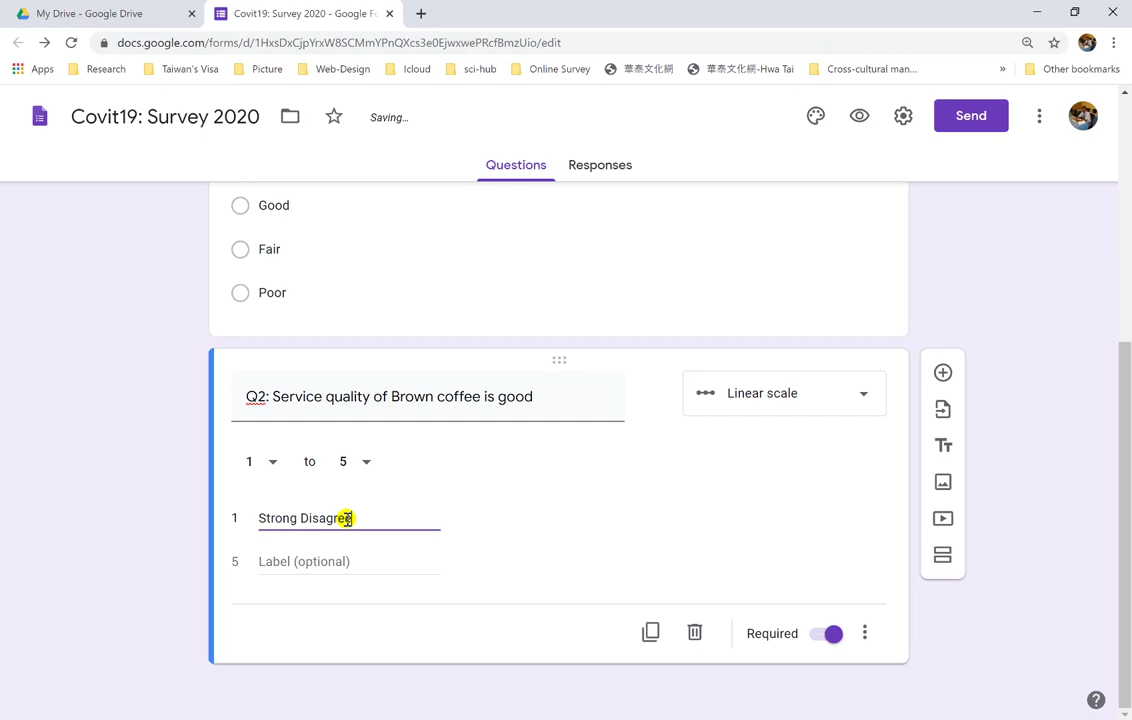 My Drive - Google Drive
Covit19: Survey 2020 - Google Fo
docs.google.com/forms/d/1HxsDxCjpYrxW8SCMmYPnQXcs3e0EjwxwePRcfBmzUio/edit
Apps
Research
Taiwan's Visa
Picture
Web-Design
Icloud
sci-hub
Online Survey
華泰文化網
華泰文化網-Hwa Tai
Cross-cultural man...
»
Other bookmarks
Covit19: Survey 2020
Saving...
Send
Questions
Responses
Good
Fair
Poor
Q2: Service quality of Brown coffee is good
Linear scale
1 to 5
1 Strong Disagree
5 Label (optional)
Required